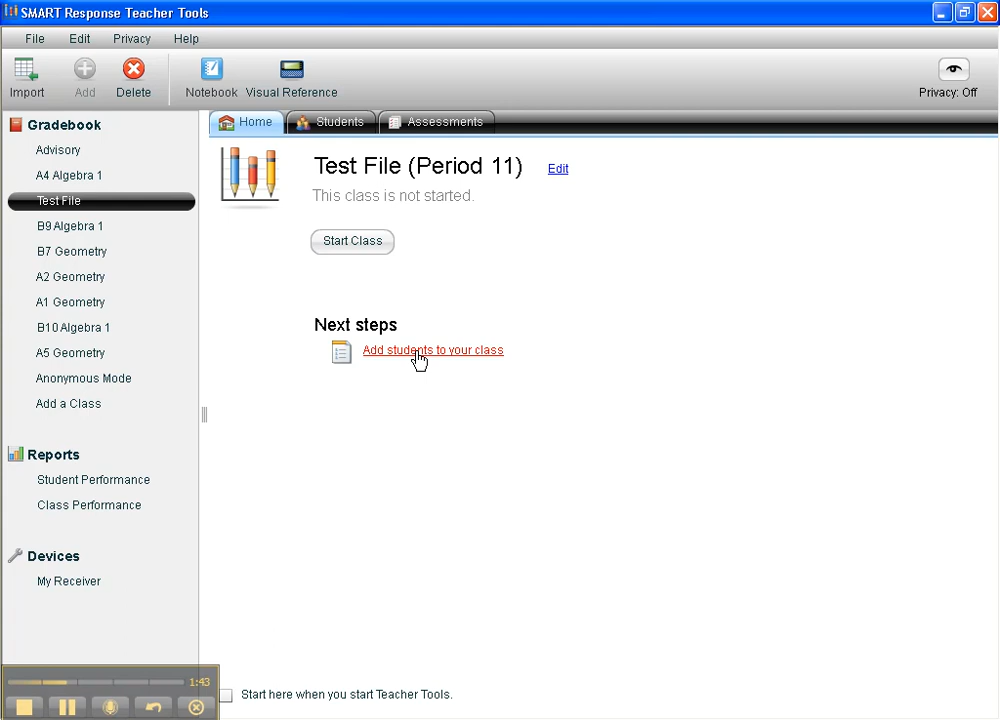 SMART Response Teacher Tools
File Edit Privacy Help
Import Add Delete Notebook Visual Reference Privacy: Off
Gradebook
Advisory
A4 Algebra 1
Test File
B9 Algebra 1
B7 Geometry
A2 Geometry
A1 Geometry
B10 Algebra 1
A5 Geometry
Anonymous Mode
Add a Class
Reports
Student Performance
Class Performance
Devices
My Receiver
1:43
Home Students Assessments
Test File (Period 11) Edit
This class is not started.
Start Class
Next steps
Add students to your class
Start here when you start Teacher Tools.